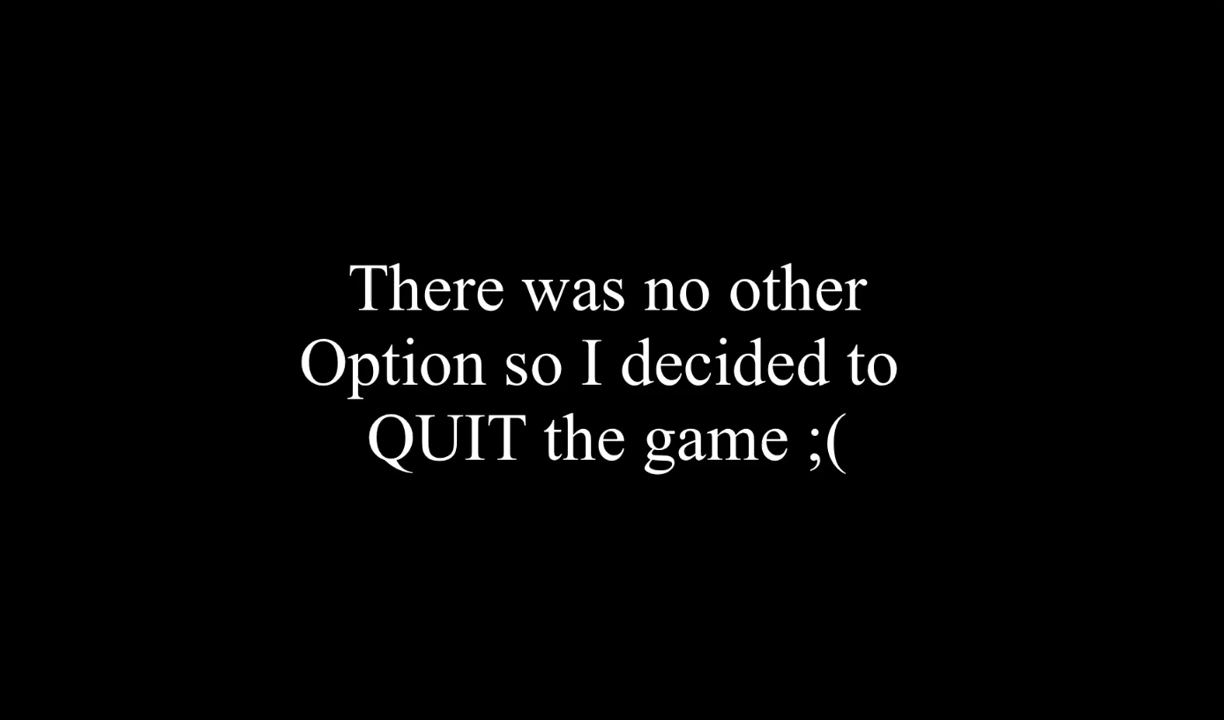 There was no other
Option so I decided to
QUIT the game ;(